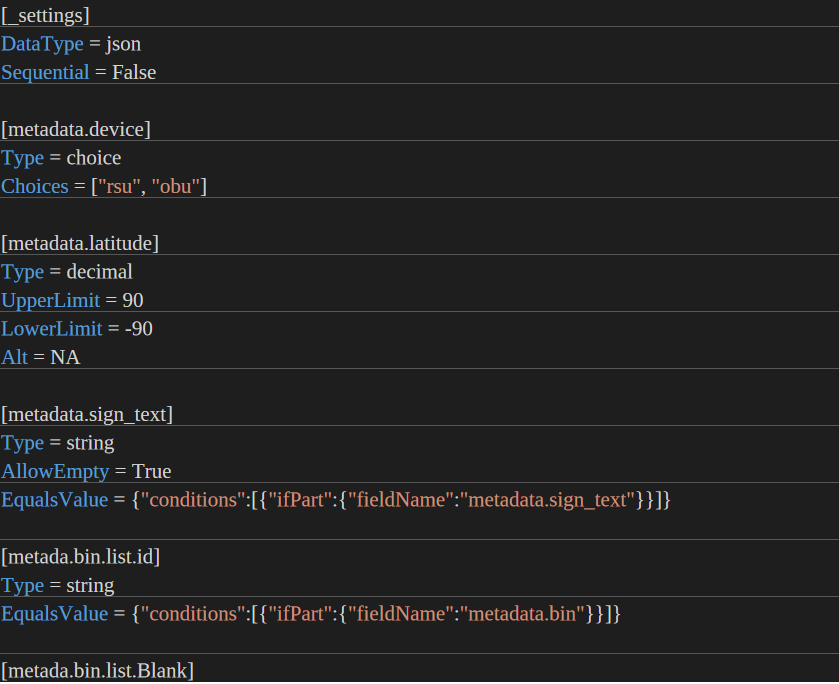 [_settings]
DataType = json
Sequential = False
[metadata.device]
Type = choice
Choices = ["rsu", "obu"]
[metadata.latitude]
Type = decimal
UpperLimit = 90
LowerLimit = -90
Alt = NA
[metadata.sign_text]
Type = string
AllowEmpty = True
EqualsValue = {"conditions":[{"ifPart":{"fieldName":"metadata.sign_text"}}]}
[metada.bin.list.id]
Type = string
EqualsValue = {"conditions":[{"ifPart":{"fieldName":"metadata.bin"}}]}
[metada.bin.list.Blank]